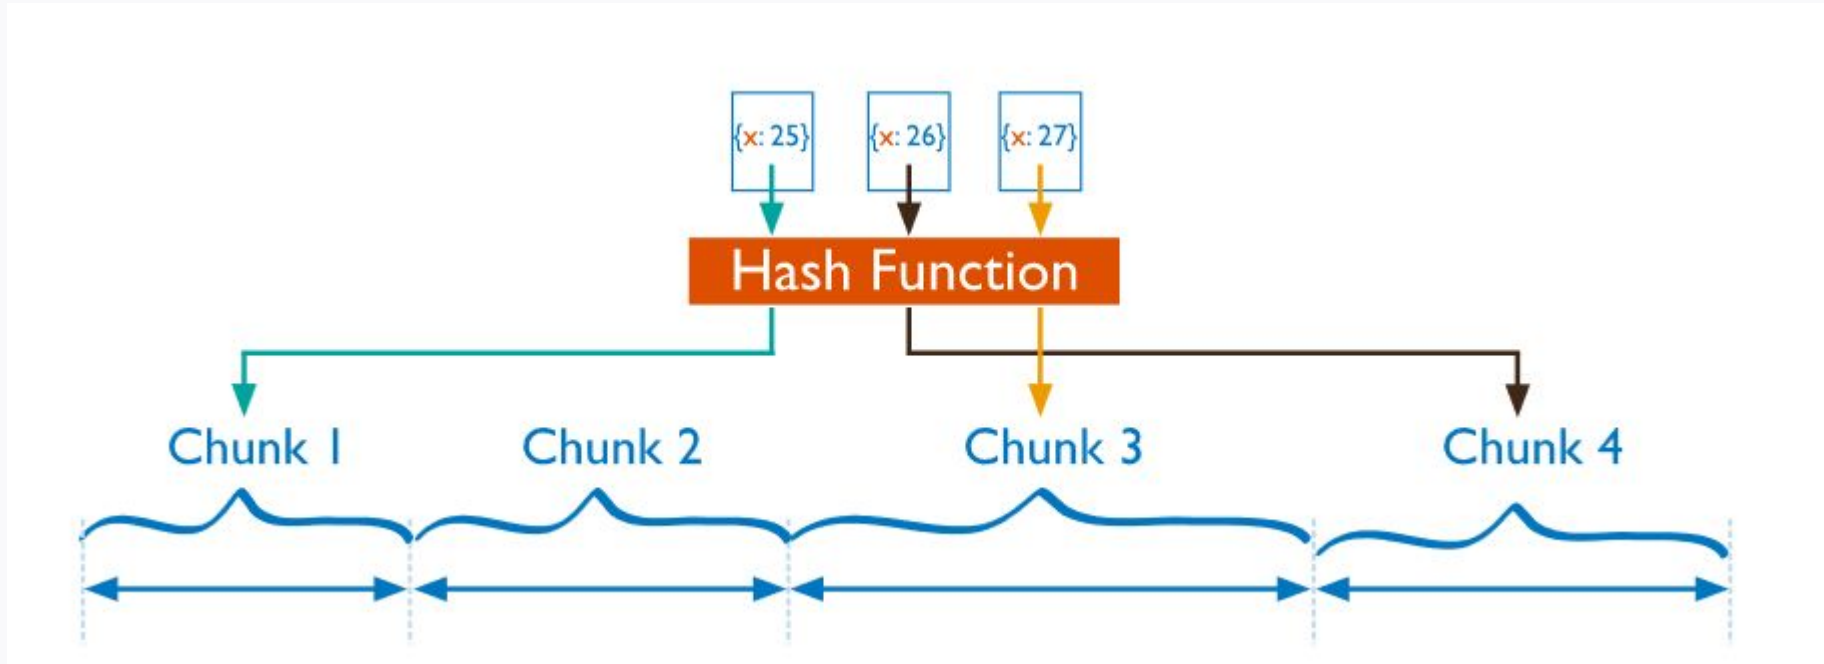 {x: 25} {x: 26} {x: 27}
Hash Function
Chunk 1 Chunk 2 Chunk 3 Chunk 4